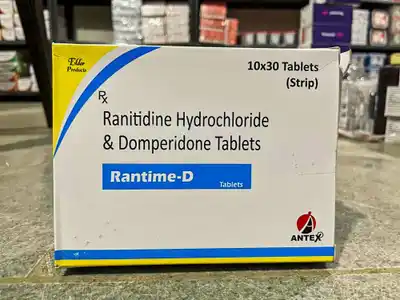 Elder
Products
10x30 Tablets
(Strip)
Rx
Ranitidine Hydrochloride
& Domperidone Tablets
Rantime-D
Tablets
ANTEX